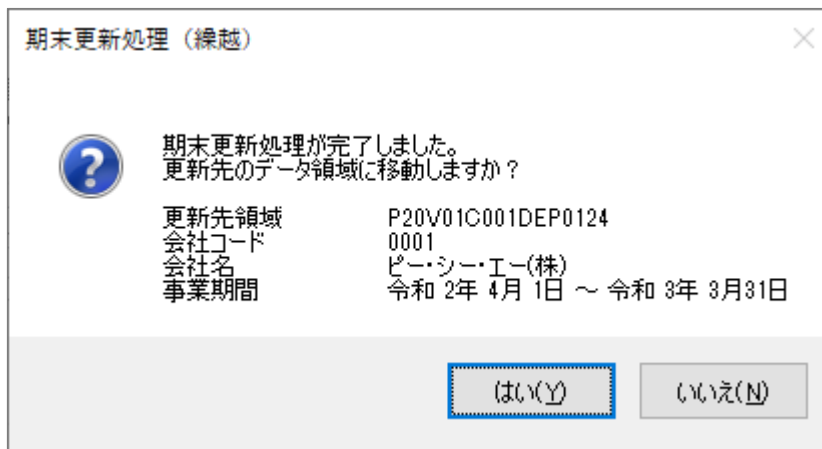 期末更新処理（繰越）
期末更新処理が完了しました。
更新先のデータ領域に移動しますか？
更新先領域 P20V01C001DEP0124
会社コード 0001
会社名 ピー・シー・エー(株)
事業期間 令和 2年 4月 1日 ～ 令和 3年 3月31日
はい(Y) いいえ(N)